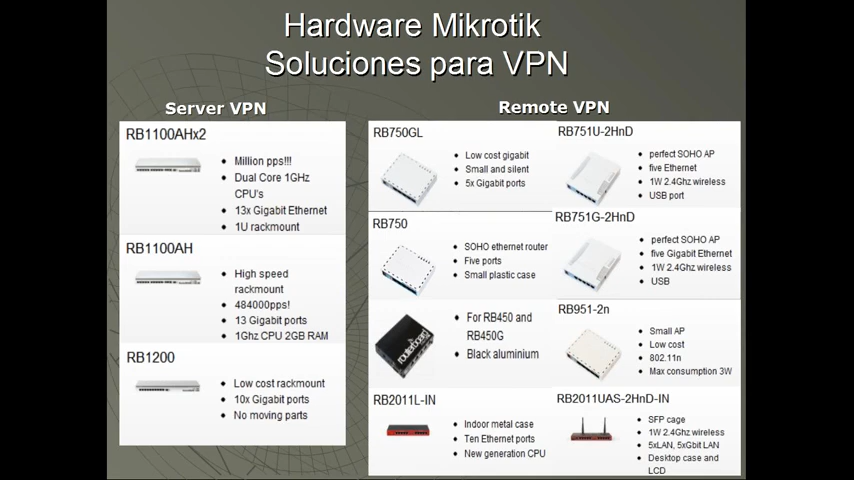 Hardware Mikrotik
Soluciones para VPN
Server VPN
RB1100AHx2
Million pps!!!
Dual Core 1GHz
CPU's
13x Gigabit Ethernet
1U rackmount
RB1100AH
High speed
rackmount
484000pps!
13 Gigabit ports
1Ghz CPU 2GB RAM
RB1200
Low cost rackmount
10x Gigabit ports
No moving parts
Remote VPN
RB750GL
Low cost gigabit
Small and silent
5x Gigabit ports
RB751U-2HnD
perfect SOHO AP
five Ethernet
1W 2.4Ghz wireless
USB port
RB750
SOHO ethernet router
Five ports
Small plastic case
RB751G-2HnD
perfect SOHO AP
five Gigabit Ethernet
1W 2.4Ghz wireless
USB
routerboard
For RB450 and
RB450G
Black aluminium
RB951-2n
Small AP
Low cost
802.11n
Max consumption 3W
RB2011L-IN
Indoor metal case
Ten Ethernet ports
New generation CPU
RB2011UAS-2HnD-IN
SFP cage
1W 2.4Ghz wireless
5xLAN, 5xGbit LAN
Desktop case and
LCD